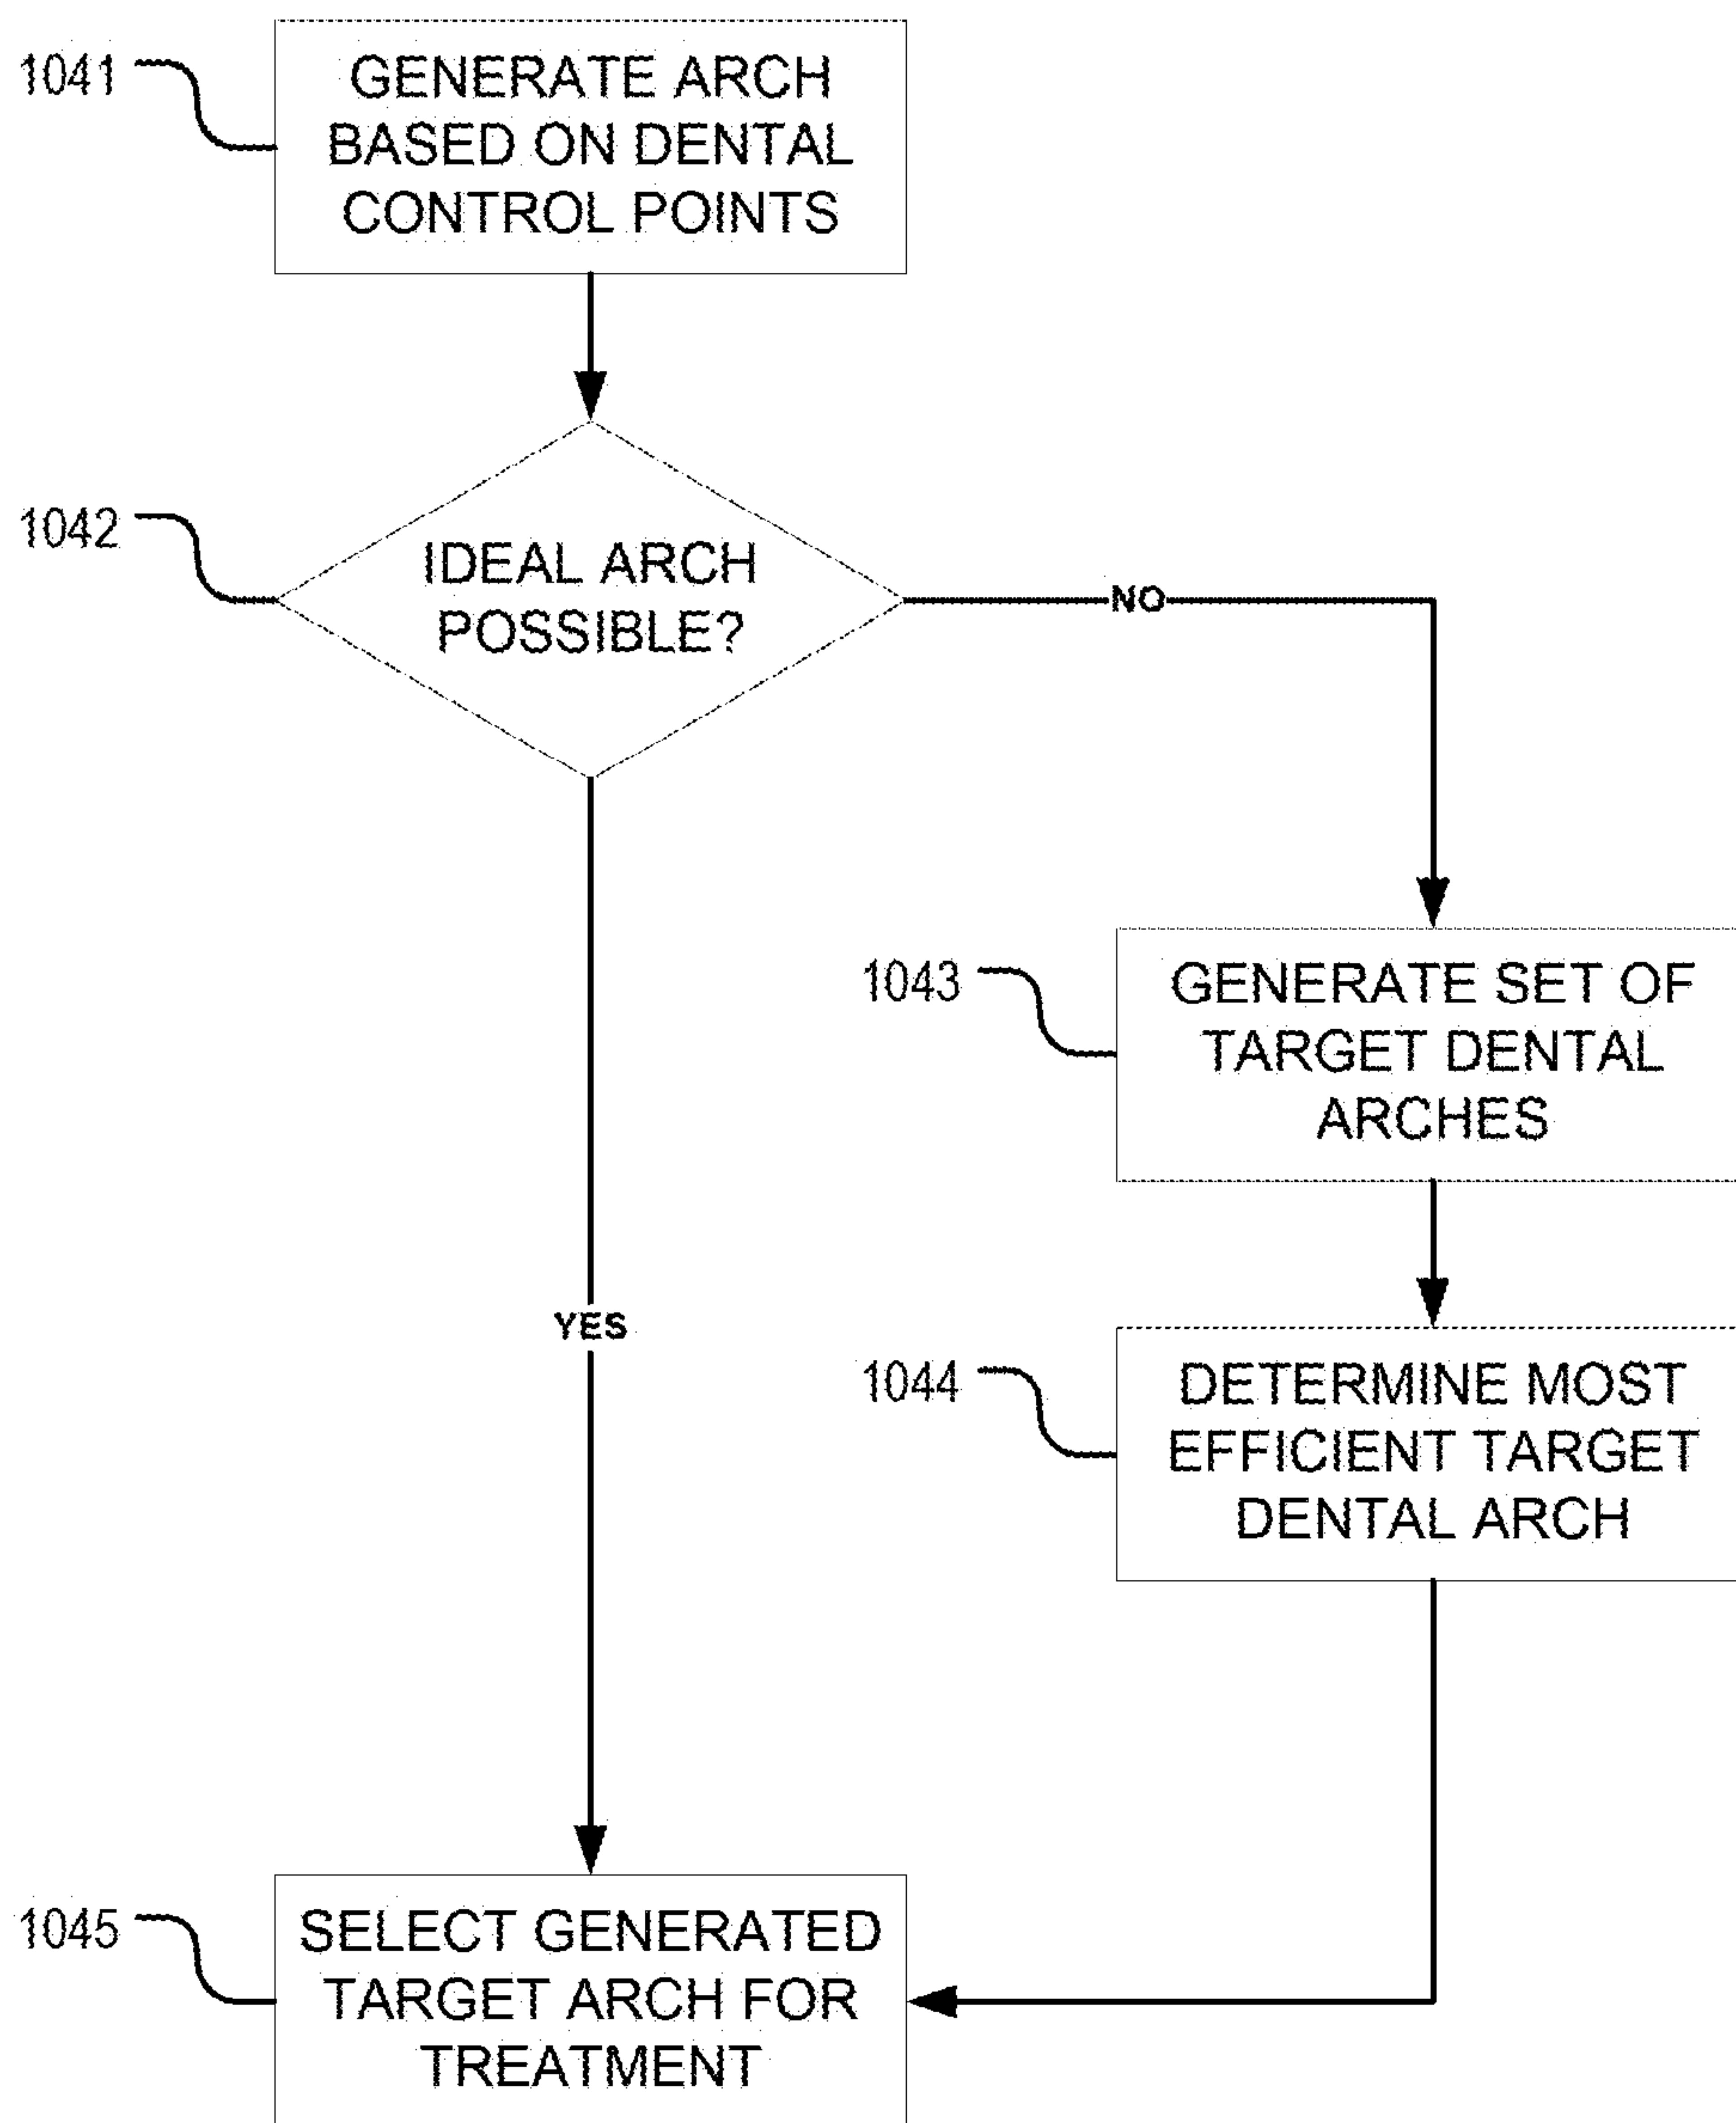 1041
GENERATE ARCH
BASED ON DENTAL
CONTROL POINTS
1042
IDEAL ARCH
POSSIBLE?
NO
1043
GENERATE SET OF
TARGET DENTAL
ARCHES
YES
1044
DETERMINE MOST
EFFICIENT TARGET
DENTAL ARCH
1045
SELECT GENERATED
TARGET ARCH FOR
TREATMENT